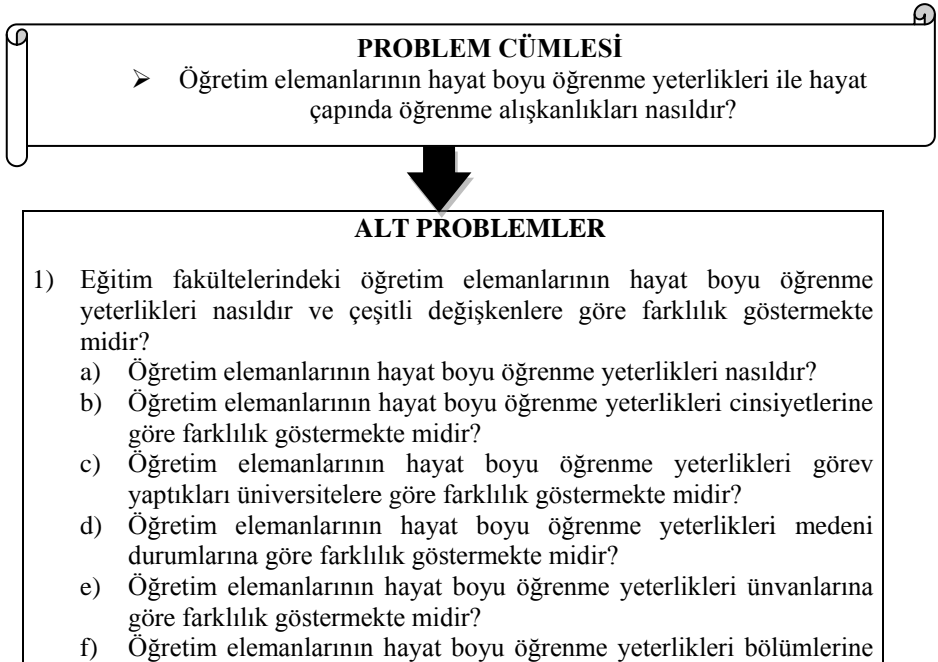 PROBLEM CÜMLESİ
➢ Öğretim elemanlarının hayat boyu öğrenme yeterlikleri ile hayat
çapında öğrenme alışkanlıkları nasıldır?
ALT PROBLEMLER
1) Eğitim fakültelerindeki öğretim elemanlarının hayat boyu öğrenme
yeterlikleri nasıldır ve çeşitli değişkenlere göre farklılık göstermekte
midir?
a) Öğretim elemanlarının hayat boyu öğrenme yeterlikleri nasıldır?
b) Öğretim elemanlarının hayat boyu öğrenme yeterlikleri cinsiyetlerine
göre farklılık göstermekte midir?
c) Öğretim elemanlarının hayat boyu öğrenme yeterlikleri görev
yaptıkları üniversitelere göre farklılık göstermekte midir?
d) Öğretim elemanlarının hayat boyu öğrenme yeterlikleri medeni
durumlarına göre farklılık göstermekte midir?
e) Öğretim elemanlarının hayat boyu öğrenme yeterlikleri ünvanlarına
göre farklılık göstermekte midir?
f) Öğretim elemanlarının hayat boyu öğrenme yeterlikleri bölümlerine